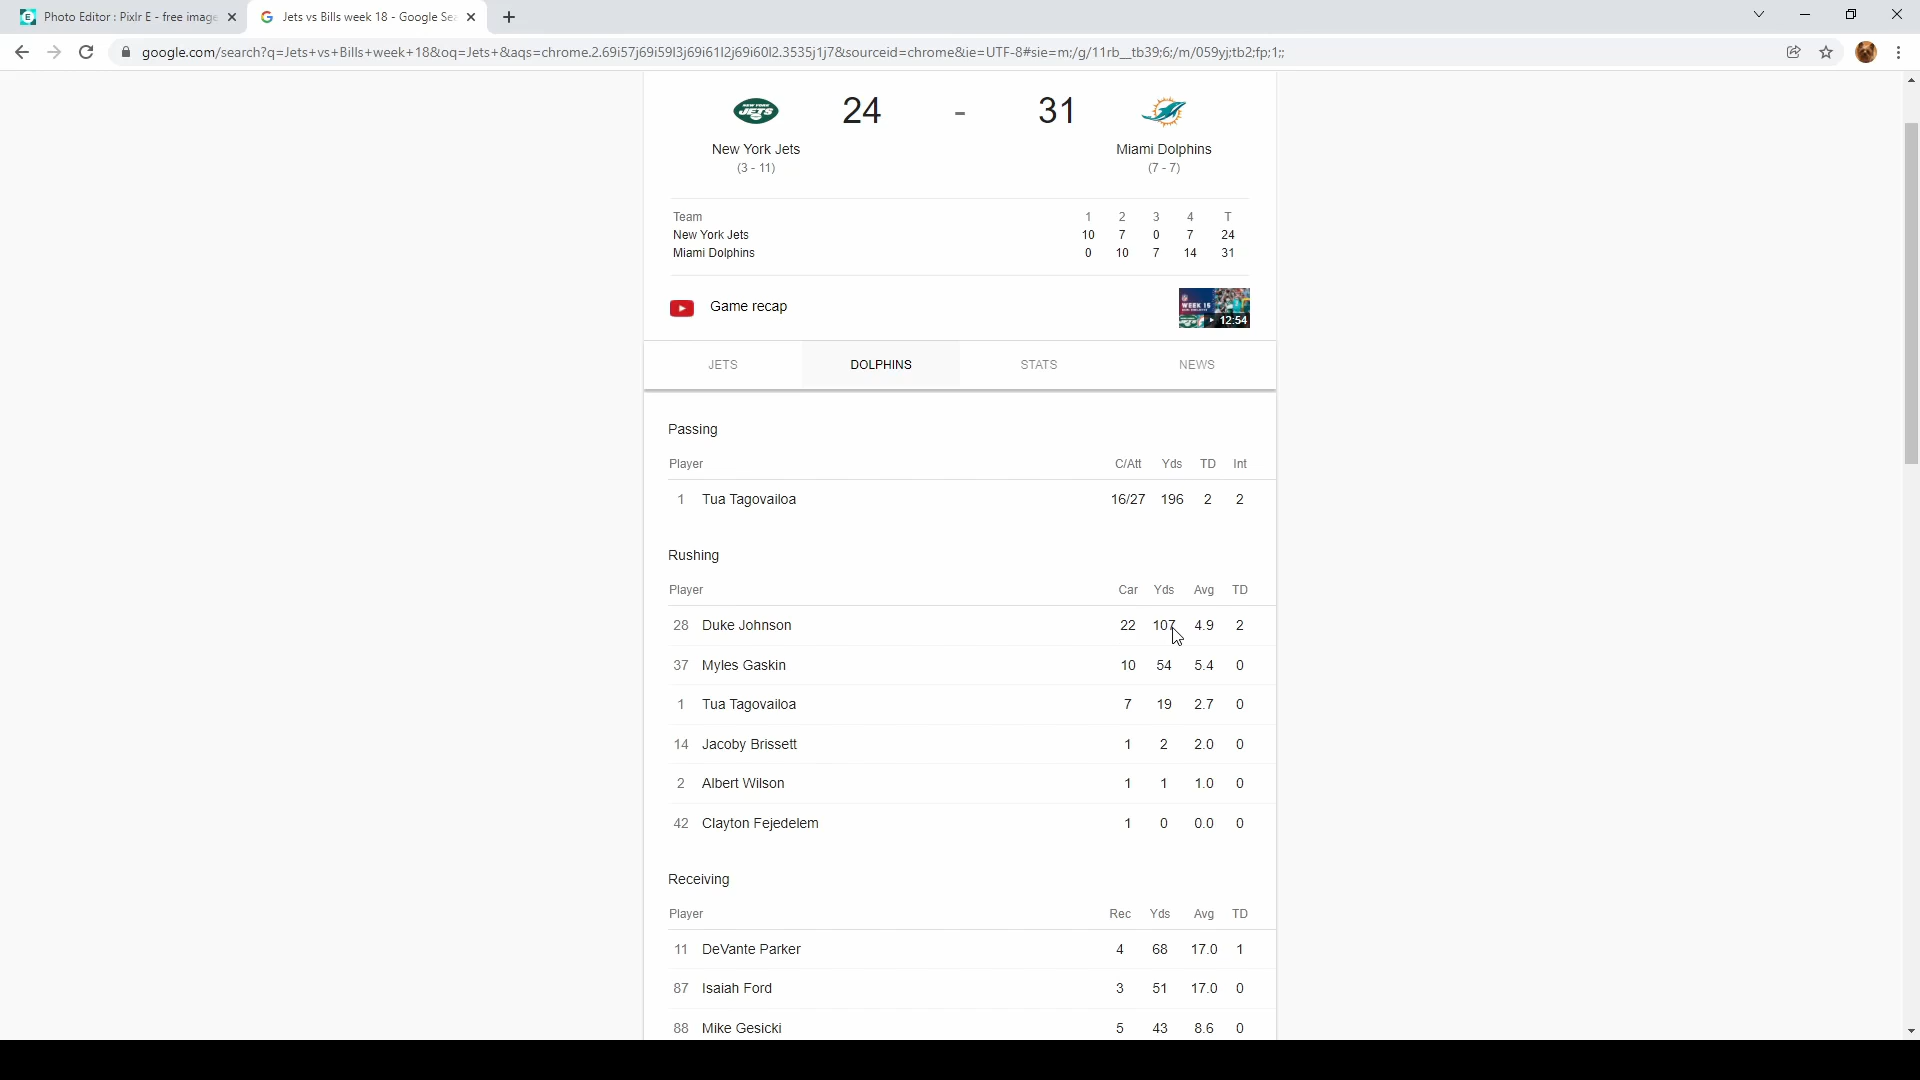 Photo Editor : Pixlr E - free image
Jets vs Bills week 18 - Google Sea
google.com/search?q=Jets+vs+Bills+week+18&oq=Jets+&aqs=chrome.2.69i57j69i59l3j69i61l2j69i60l2.3535j1j7&sourceid=chrome&ie=UTF-8#sie=m;/g/11rb__tb39;6;/m/059yj;tb2;fp;1;;
NEW YORK
JETS
24 - 31
New York Jets Miami Dolphins
(3 - 11) (7 - 7)
Team 1 2 3 4 T
New York Jets 10 7 0 7 24
Miami Dolphins 0 10 7 14 31
Game recap
WEEK 15
12:54
JETS DOLPHINS STATS NEWS
Passing
Player C/Att Yds TD Int
1 Tua Tagovailoa 16/27 196 2 2
Rushing
Player Car Yds Avg TD
28 Duke Johnson 22 107 4.9 2
37 Myles Gaskin 10 54 5.4 0
1 Tua Tagovailoa 7 19 2.7 0
14 Jacoby Brissett 1 2 2.0 0
2 Albert Wilson 1 1 1.0 0
42 Clayton Fejedelem 1 0 0.0 0
Receiving
Player Rec Yds Avg TD
11 DeVante Parker 4 68 17.0 1
87 Isaiah Ford 3 51 17.0 0
88 Mike Gesicki 5 43 8.6 0